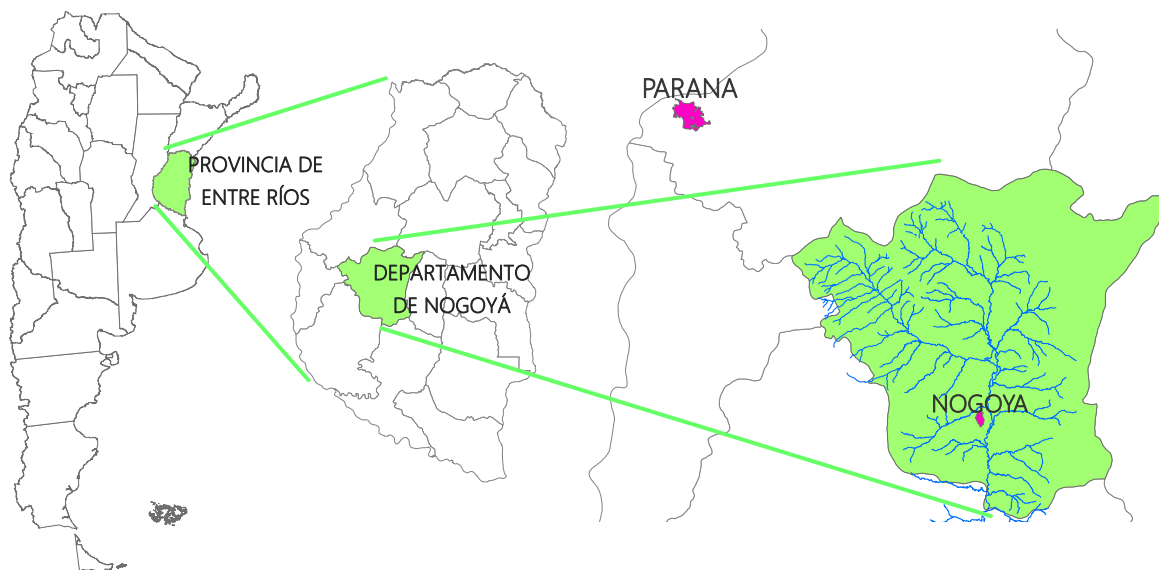 PROVINCIA DE
ENTRE RÍOS
DEPARTAMENTO
DE NOGOYÁ
PARANA
NOGOYA